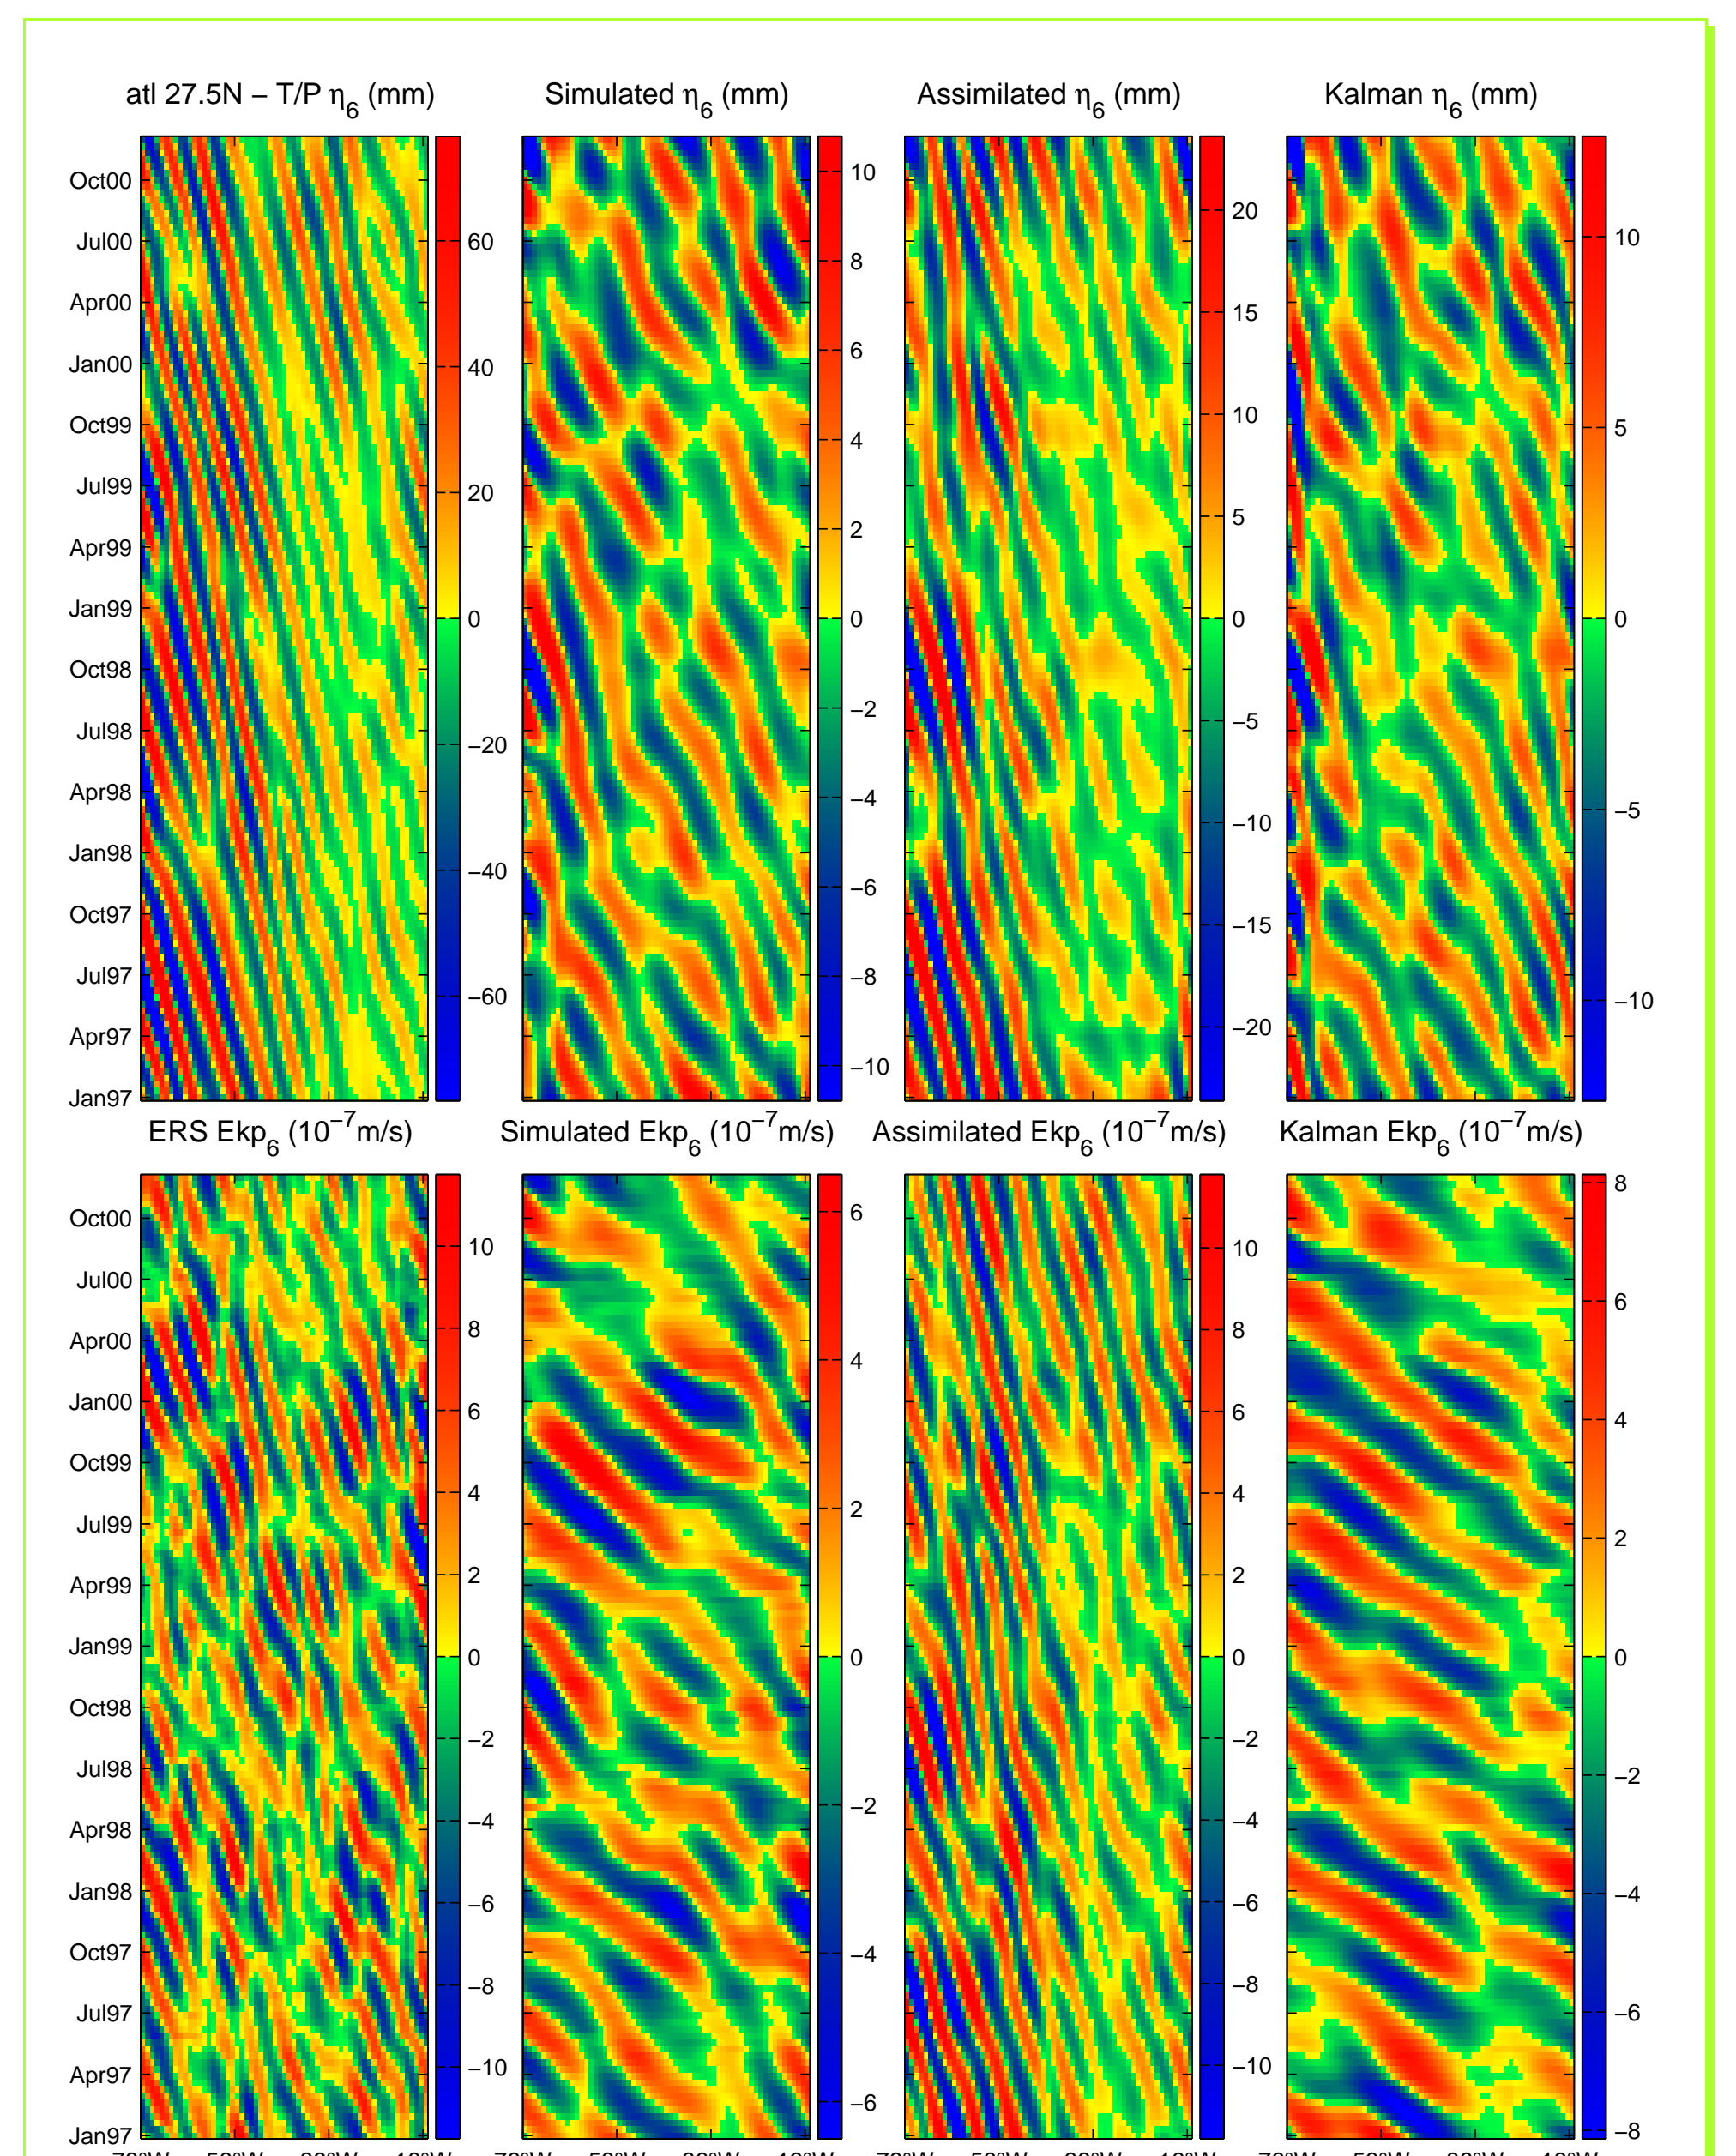 atl 27.5N − T/P η6 (mm)
Simulated η6 (mm)
Assimilated η6 (mm)
Kalman η6 (mm)
Oct00
Jul00
Apr00
Jan00
Oct99
Jul99
Apr99
Jan99
Oct98
Jul98
Apr98
Jan98
Oct97
Jul97
Apr97
Jan97
60
40
20
0
−20
−40
−60
10
8
6
4
2
0
−2
−4
−6
−8
−10
20
15
10
5
0
−5
−10
−15
−20
10
5
0
−5
−10
ERS Ekp6 (10−7m/s)
Simulated Ekp6 (10−7m/s)
Assimilated Ekp6 (10−7m/s)
Kalman Ekp6 (10−7m/s)
Oct00
Jul00
Apr00
Jan00
Oct99
Jul99
Apr99
Jan99
Oct98
Jul98
Apr98
Jan98
Oct97
Jul97
Apr97
Jan97
10
8
6
4
2
0
−2
−4
−6
−8
−10
6
4
2
0
−2
−4
−6
10
8
6
4
2
0
−2
−4
−6
−8
−10
8
6
4
2
0
−2
−4
−6
−8